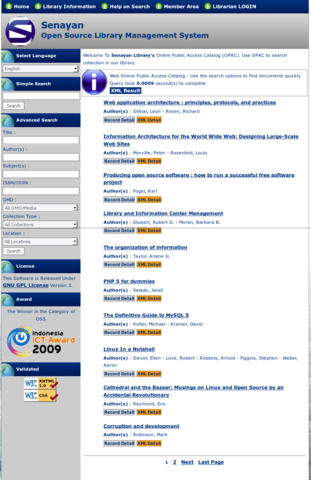 Home
Library Information
Help on Search
Member Area
Librarian LOGIN
Senayan
Open Source Library Management System
Select Language
English
Simple Search
Search
Advanced Search
Title :
Author(s) :
Subject(s) :
ISBN/ISSN :
GMD :
All GMD/Media
Collection Type :
All Collections
Location :
All Locations
Search
License
This Software is Released Under
GNU GPL License Version 3.
Award
The Winner in the Category of
OSS
indonesia
ICT Award
2009
Validated
W3C XHTML 1.0
W3C CSS
Welcome To Senayan Library's Online Public Access Catalog (OPAC). Use OPAC to search
collection in our library.
Web Online Public Access Catalog - Use the search options to find documents quickly
Query took 0.0009 second(s) to complete
XML Result
Web application architecture : principles, protocols, and practices
Author(s) : Shklar, Leon - Rosen, Richard
Record Detail XML Detail
Information Architecture for the World Wide Web: Designing Large-Scale
Web Sites
Author(s) : Morville, Peter - Rosenfeld, Louis
Record Detail XML Detail
Producing open source software : how to run a successful free software
project
Author(s) : Fogel, Karl
Record Detail XML Detail
Library and Information Center Management
Author(s) : Stueart, Robert D. - Moran, Barbara B.
Record Detail XML Detail
The organization of information
Author(s) : Taylor, Arlene G.
Record Detail XML Detail
PHP 5 for dummies
Author(s) : Valade, Janet
Record Detail XML Detail
The Definitive Guide to MySQL 5
Author(s) : Kofler, Michael - Kramer, David
Record Detail XML Detail
Linux In a Nutshell
Author(s) : Siever, Ellen - Love, Robert - Robbins, Arnold - Figgins, Stephen - Weber,
Aaron
Record Detail XML Detail
Cathedral and the Bazaar: Musings on Linux and Open Source by an
Accidental Revolutionary
Author(s) : Raymond, Eric
Record Detail XML Detail
Corruption and development
Author(s) : Robinson, Mark
Record Detail XML Detail
1 2 Next Last Page